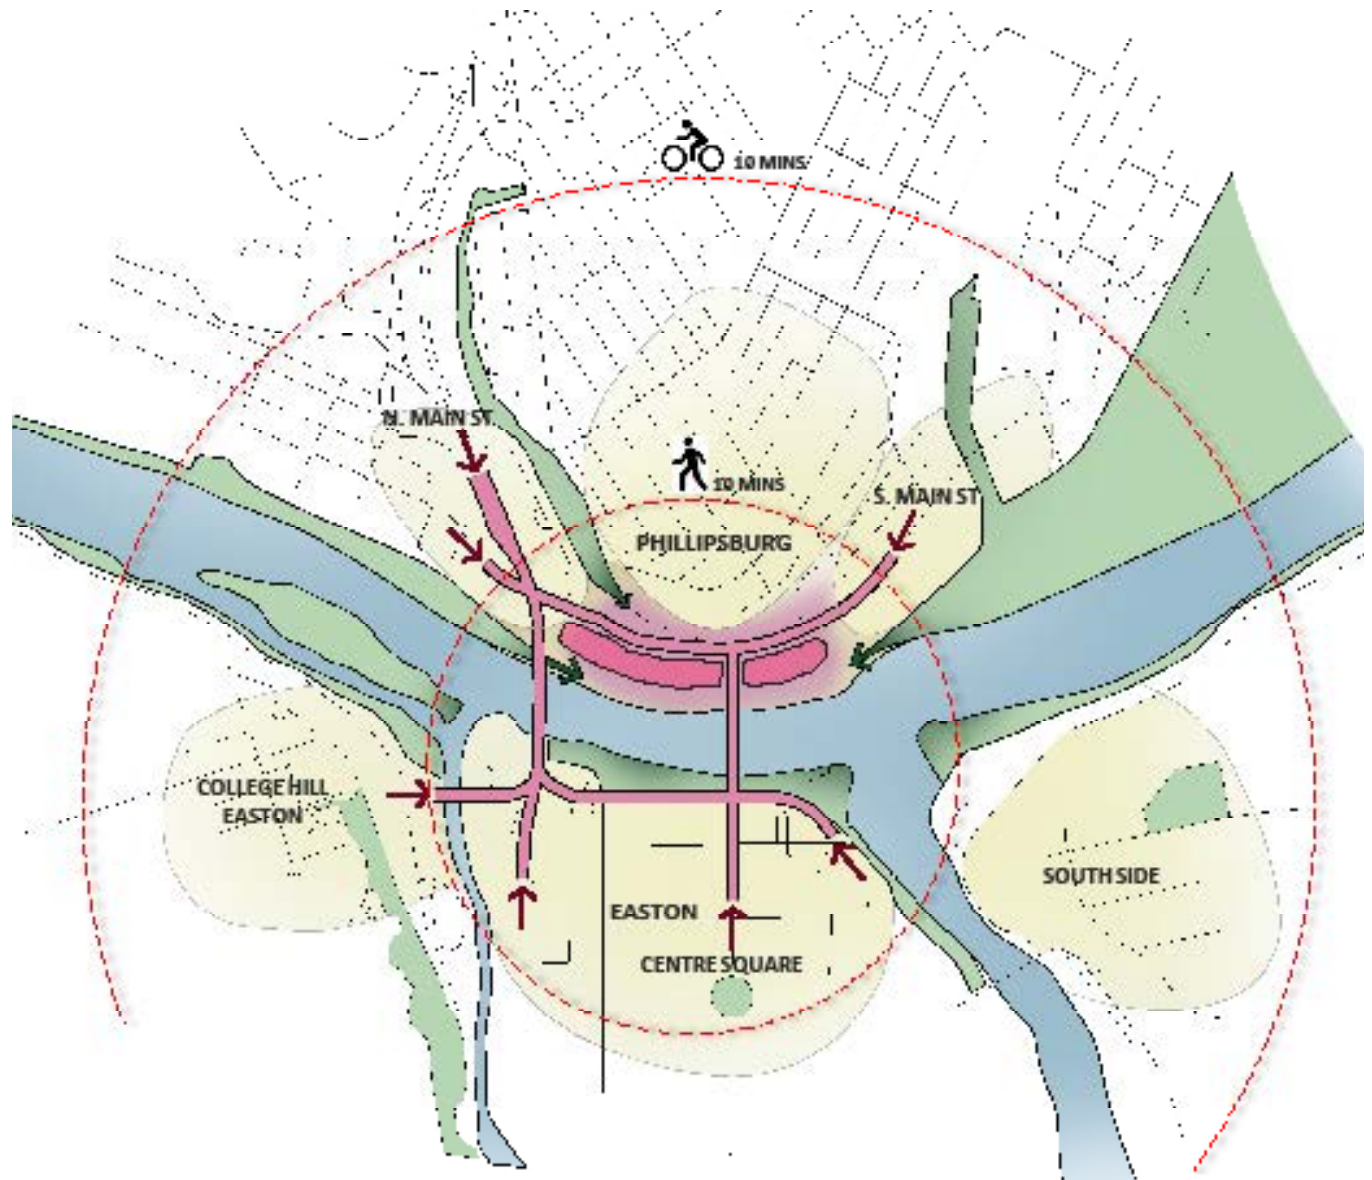 10 MINS
N. MAIN ST
10 MINS
S. MAIN ST
PHILLIPSBURG
COLLEGE HILL
EASTON
SOUTH SIDE
EASTON
CENTRE SQUARE